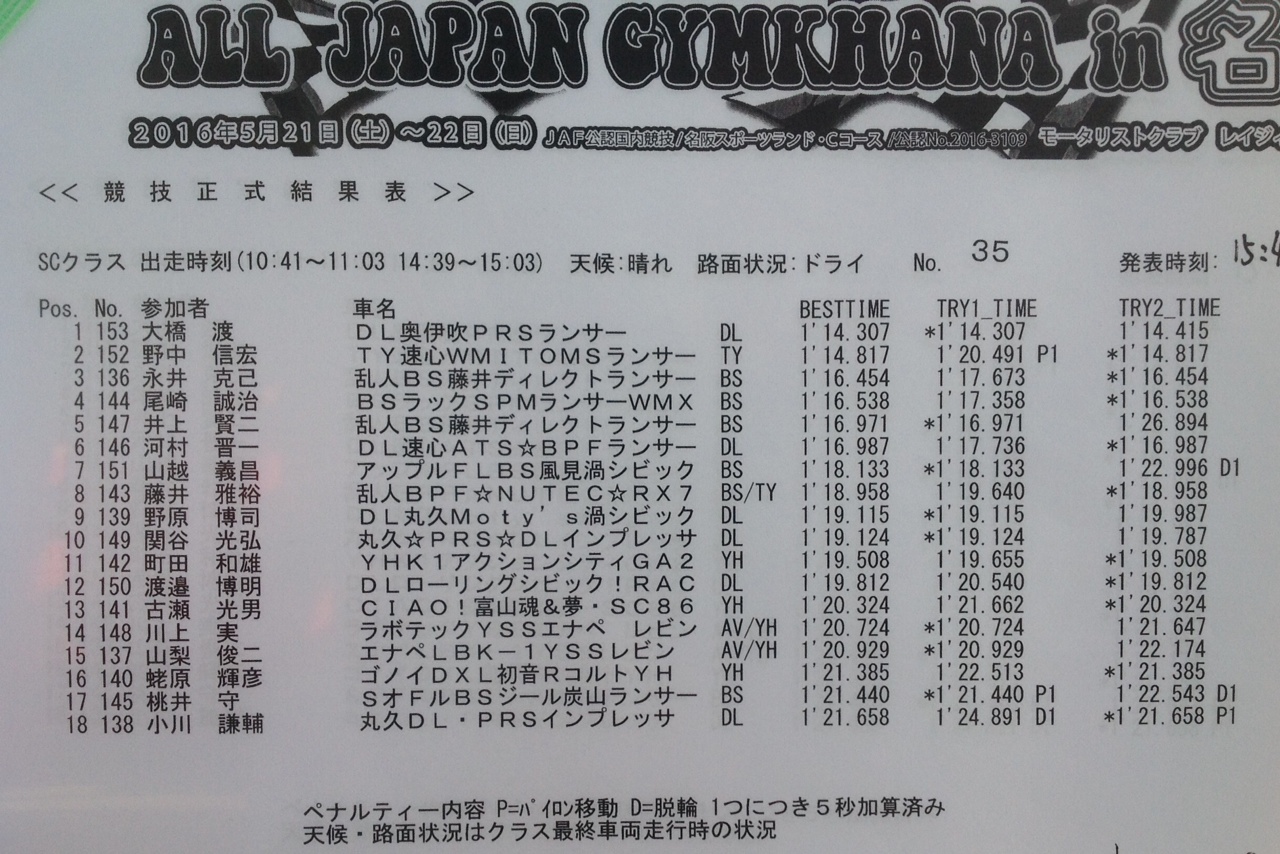 ALL JAPAN GYMKHANA in 名
2016年5月21日(土)～22日(日) JAF公認国内競技/名阪スポーツランド・Cコース/公認No.2016-3109 モータリストクラブ レイジ
<< 競技正式結果表 >>
SCクラス 出走時刻(10:41～11:03 14:39～15:03) 天候:晴れ 路面状況:ドライ No. 35 発表時刻: 15:4
Pos. No. 参加者 車名 BESTTIME TRY1_TIME TRY2_TIME
1 153 大橋 渡 DL奥伊吹PRSランサー DL 1'14.307 *1'14.307 1'14.415
2 152 野中 信宏 TY速心WMITOMSランサー TY 1'14.817 1'20.491 P1 *1'14.817
3 136 永井 克己 乱人BS藤井ディレクトランサー BS 1'16.454 1'17.673 *1'16.454
4 144 尾崎 誠治 BSラックSPMランサーWMX BS 1'16.538 1'17.358 *1'16.538
5 147 井上 賢二 乱人BS藤井ディレクトランサー BS 1'16.971 *1'16.971 1'26.894
6 146 河村 晋一 DL速心ATS☆BPFランサー DL 1'16.987 1'17.736 *1'16.987
7 151 山越 義昌 アップルFLBS風見渦シビック BS 1'18.133 *1'18.133 1'22.996 D1
8 143 藤井 雅裕 乱人BPF☆NUTEC☆RX7 BS/TY 1'18.958 1'19.640 *1'18.958
9 139 野原 博司 DL丸久Moty's渦シビック DL 1'19.115 *1'19.115 1'19.987
10 149 関谷 光弘 丸久☆PRS☆DLインプレッサ DL 1'19.124 *1'19.124 1'19.787
11 142 町田 和雄 YHK1アクションシティGA2 YH 1'19.508 1'19.655 *1'19.508
12 150 渡邉 博明 DLローリングシビック!RAC DL 1'19.812 1'20.540 *1'19.812
13 141 古瀬 光男 CIAO!富山魂&夢・SC86 YH 1'20.324 1'21.662 *1'20.324
14 148 川上 実 ラボテックYSSエナペ レビン AV/YH 1'20.724 *1'20.724 1'21.647
15 137 山梨 俊二 エナペLBK-1YSSレビン AV/YH 1'20.929 *1'20.929 1'22.174
16 140 蛯原 輝彦 ゴノイDXL初音RコルトYH YH 1'21.385 1'22.513 *1'21.385
17 145 桃井 守 SオフルBSジール炭山ランサー BS 1'21.440 *1'21.440 P1 1'22.543 D1
18 138 小川 謙輔 丸久DL・PRSインプレッサ DL 1'21.658 1'24.891 D1 *1'21.658 P1
ペナルティー内容 P=ﾊﾟｲﾛﾝ移動 D=脱輪 1つにつき5秒加算済み
天候・路面状況はクラス最終車両走行時の状況